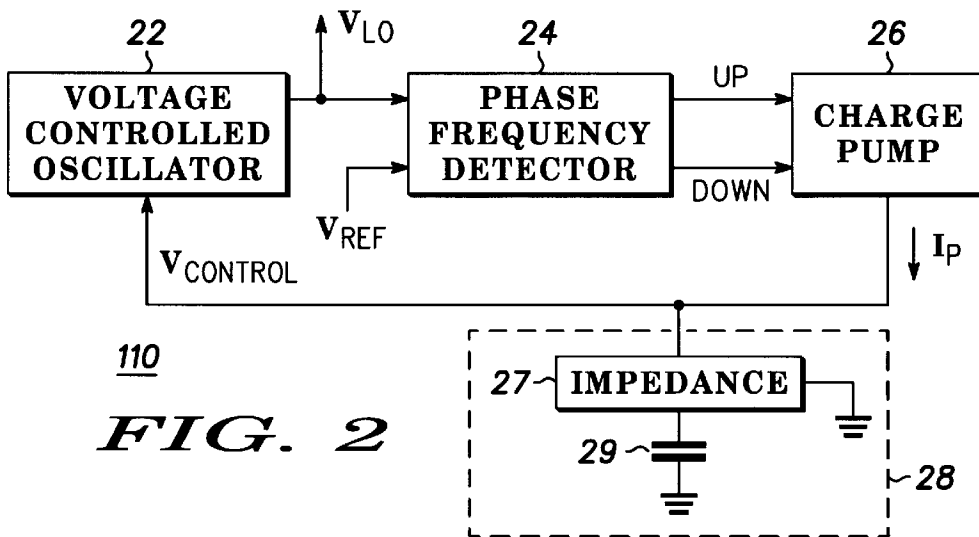 22
VOLTAGE
CONTROLLED
OSCILLATOR
V_LO
24
PHASE
FREQUENCY
DETECTOR
V_REF
UP
DOWN
26
CHARGE
PUMP
I_P
V_CONTROL
27
IMPEDANCE
29
28
110
FIG. 2